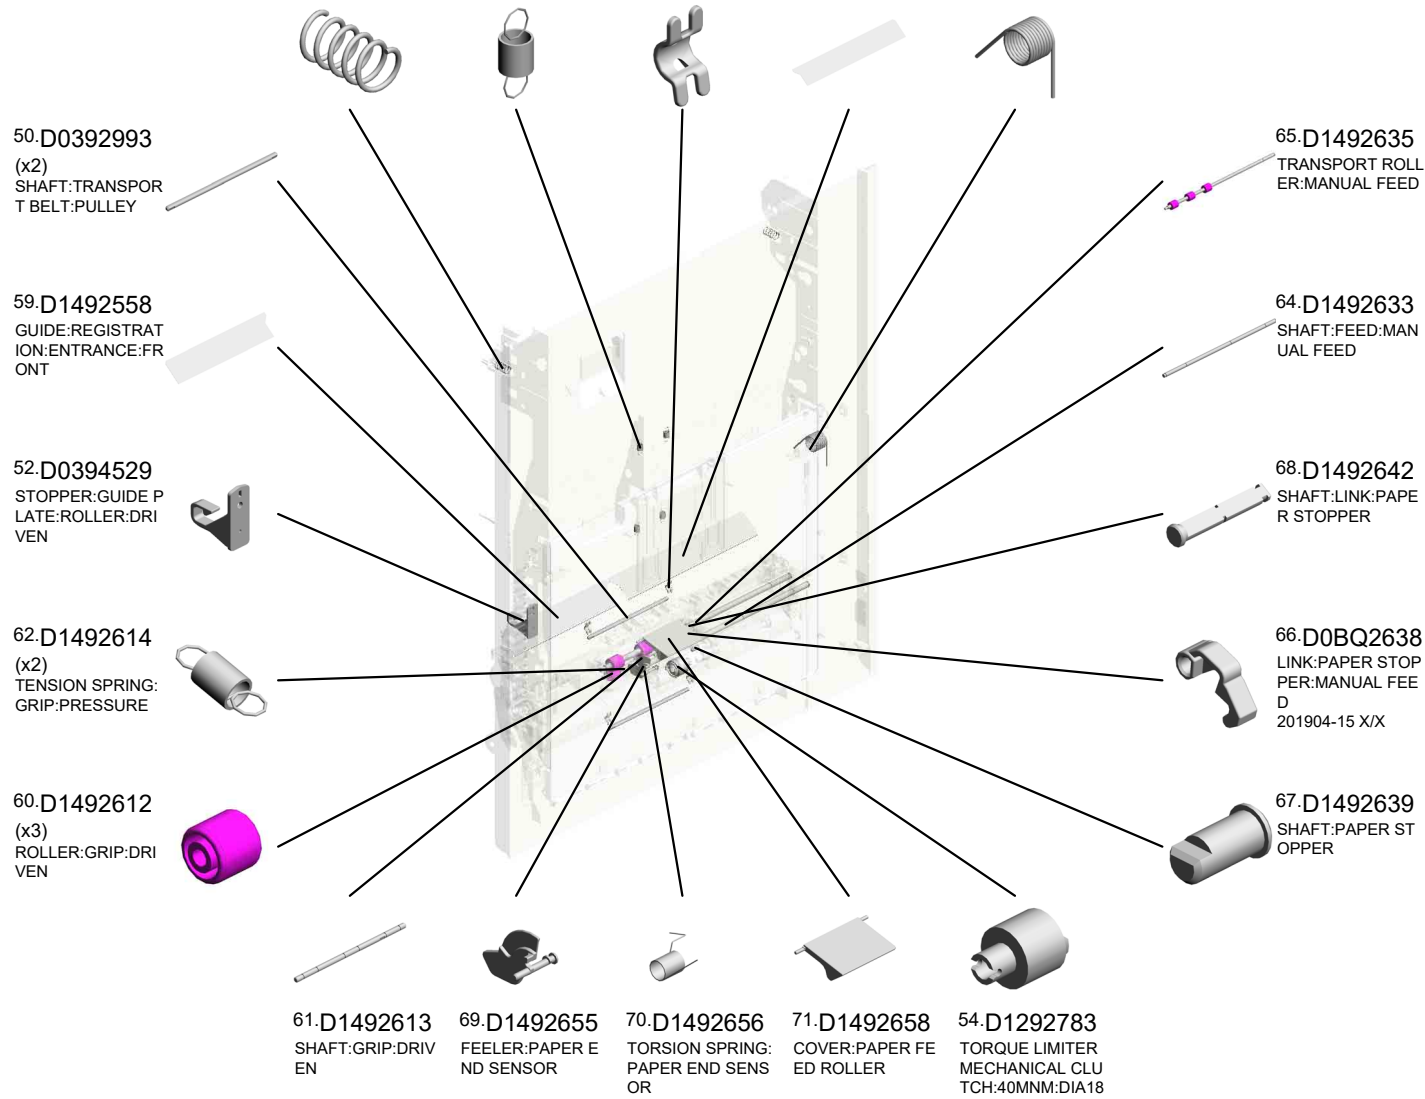 50.D0392993
(x2)
SHAFT:TRANSPOR
T BELT:PULLEY
59.D1492558
GUIDE:REGISTRAT
ION:ENTRANCE:FR
ONT
52.D0394529
STOPPER:GUIDE P
LATE:ROLLER:DRI
VEN
62.D1492614
(x2)
TENSION SPRING:
GRIP:PRESSURE
60.D1492612
(x3)
ROLLER:GRIP:DRI
VEN
61.D1492613
SHAFT:GRIP:DRIV
EN
69.D1492655
FEELER:PAPER E
ND SENSOR
70.D1492656
TORSION SPRING:
PAPER END SENS
OR
71.D1492658
COVER:PAPER FE
ED ROLLER
54.D1292783
TORQUE LIMITER
MECHANICAL CLU
TCH:40MNM:DIA18
65.D1492635
TRANSPORT ROLL
ER:MANUAL FEED
64.D1492633
SHAFT:FEED:MAN
UAL FEED
68.D1492642
SHAFT:LINK:PAPE
R STOPPER
66.D0BQ2638
LINK:PAPER STOP
PER:MANUAL FEE
D
201904-15 X/X
67.D1492639
SHAFT:PAPER ST
OPPER